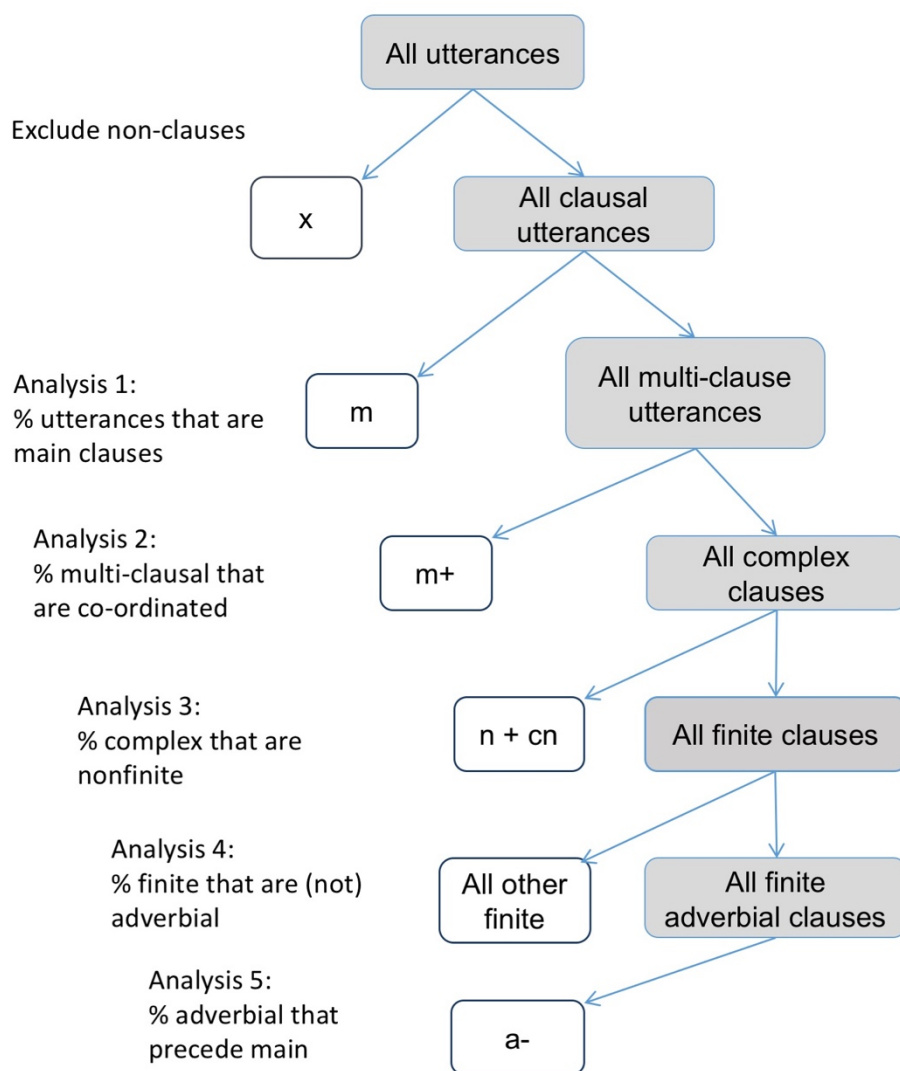 All utterances
Exclude non-clauses
x
All clausal
utterances
Analysis 1:
% utterances that are
main clauses
m
All multi-clause
utterances
Analysis 2:
% multi-clausal that
are co-ordinated
m+
All complex
clauses
Analysis 3:
% complex that are
nonfinite
n + cn
All finite clauses
Analysis 4:
% finite that are (not)
adverbial
All other
finite
All finite
adverbial clauses
Analysis 5:
% adverbial that
precede main
a-